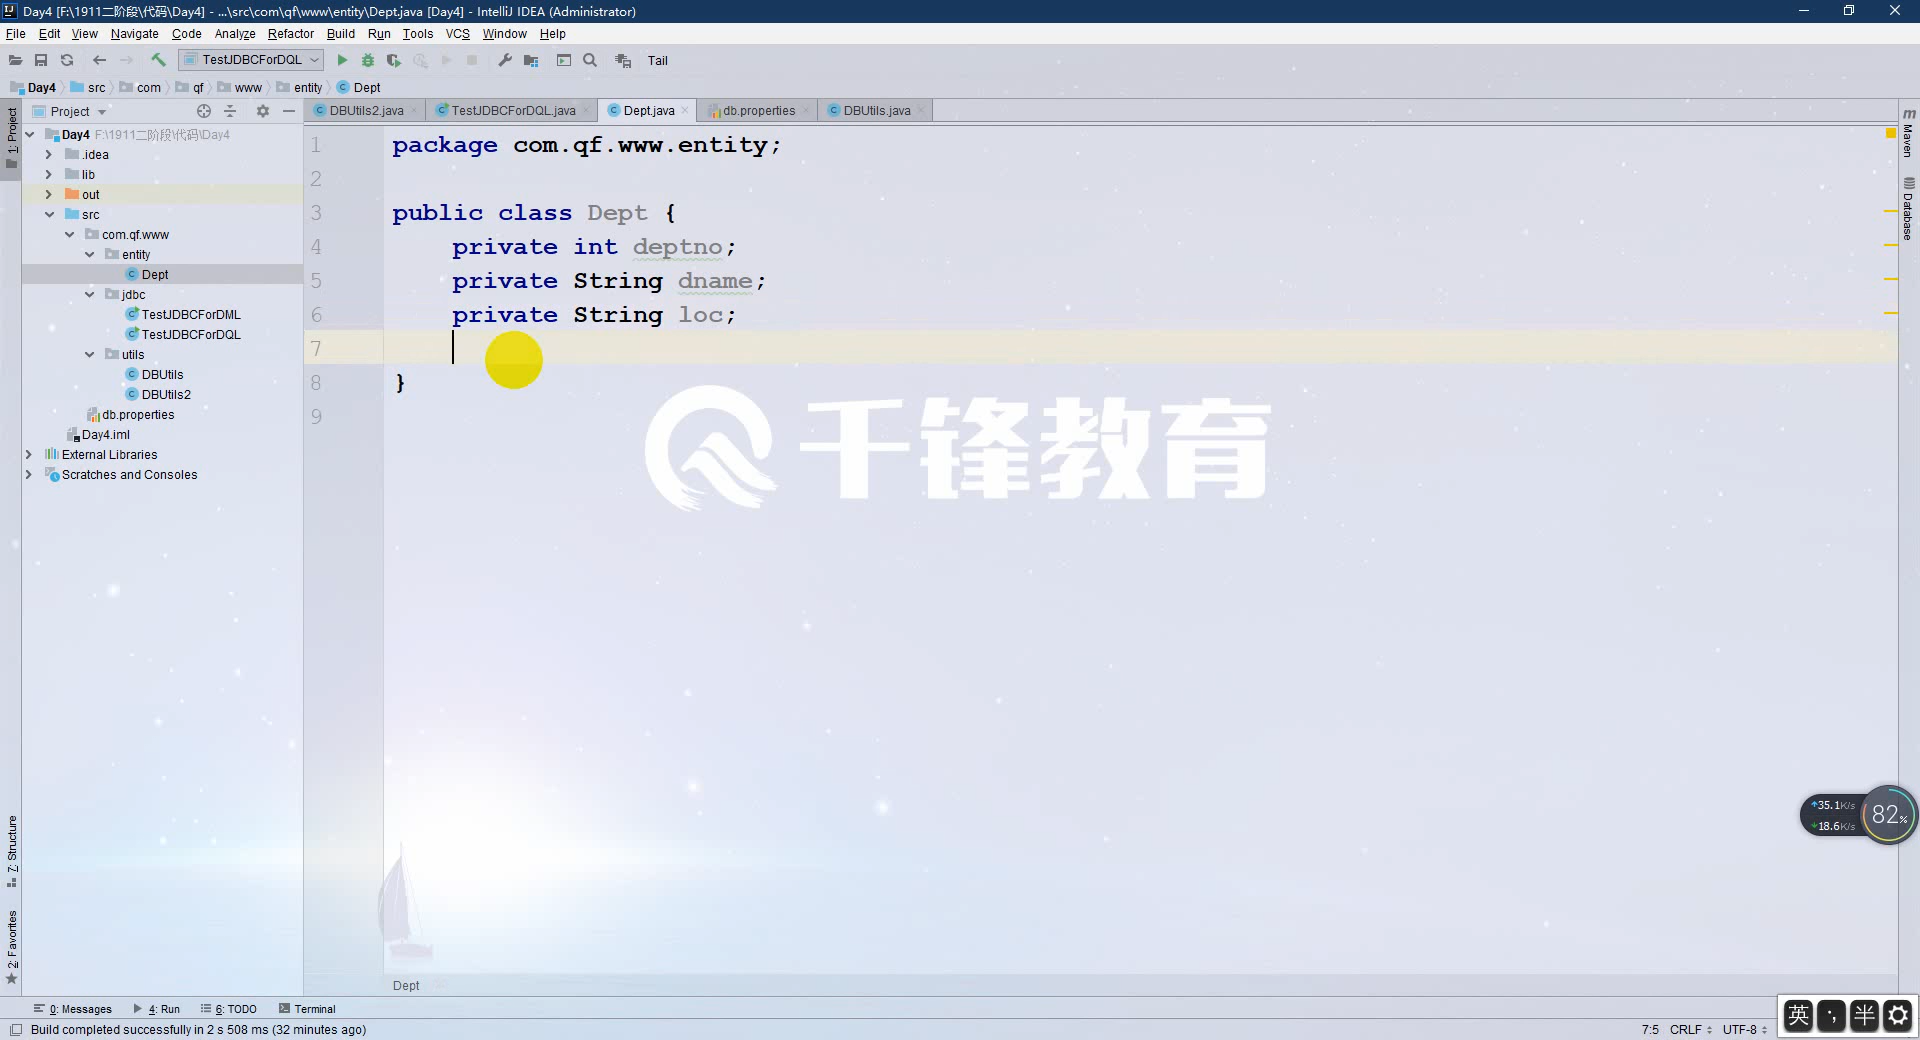 Day4 [F:\1911二阶段\代码\Day4] - ...\src\com\qf\www\entity\Dept.java [Day4] - IntelliJ IDEA (Administrator)
File Edit View Navigate Code Analyze Refactor Build Run Tools VCS Window Help
TestJDBCForDQL Tail
Day4 src com qf www entity Dept
Project
DBUtils2.java TestJDBCForDQL.java Dept.java db.properties DBUtils.java
Day4 F:\1911二阶段\代码\Day4
.idea
lib
out
src
com.qf.www
entity
Dept
jdbc
TestJDBCForDML
TestJDBCForDQL
utils
DBUtils
DBUtils2
db.properties
Day4.iml
External Libraries
Scratches and Consoles
1 package com.qf.www.entity;
2
3 public class Dept {
4 private int deptno;
5 private String dname;
6 private String loc;
7
8 }
9
千锋教育
1: Project
7: Structure
2: Favorites
Maven
Database
35.1K/s
18.6K/s
82%
Dept
0: Messages 4: Run 6: TODO Terminal
Build completed successfully in 2 s 508 ms (32 minutes ago)
7:5 CRLF UTF-8
英 ·, 半